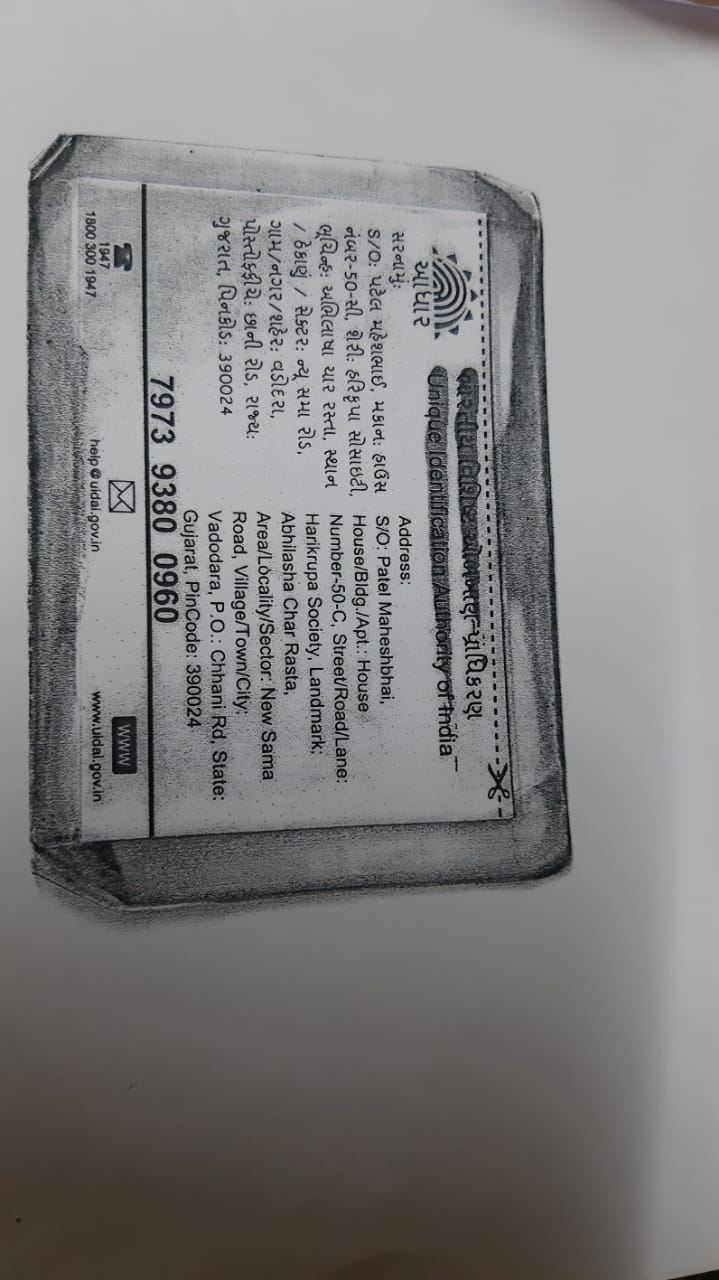 ભારતીય વિશિષ્ટ ઓળખાણ પ્રાધિકરણ
Unique Identification Authority of India
આધાર
સરનામું:
S/O: પટેલ મહેશભાઈ, મકાન: હાઉસ
નંબર-50-સી, શેરી: હરિકૃપા સોસાઇટી,
ભૂચિન્હ: અભિલાષા ચાર રસ્તા, સ્થાન
/ ઠેકાણું / સેક્ટર: ન્યૂ સમા રોડ,
ગામ/નગર/શહેર: વડોદરા,
પોસ્ટઓફીસ: છાની રોડ, રાજ્ય:
ગુજરાત, પિનકોડ: 390024
Address:
S/O: Patel Maheshbhai,
House/Bldg./Apt.: House
Number-50-C, Street/Road/Lane:
Harikrupa Society, Landmark:
Abhilasha Char Rasta,
Area/Locality/Sector: New Sama
Road, Village/Town/City:
Vadodara, P.O.: Chhani Rd, State:
Gujarat, PinCode: 390024
7973 9380 0960
1947
1800 300 1947
help@uidai.gov.in
WWW
www.uidai.gov.in